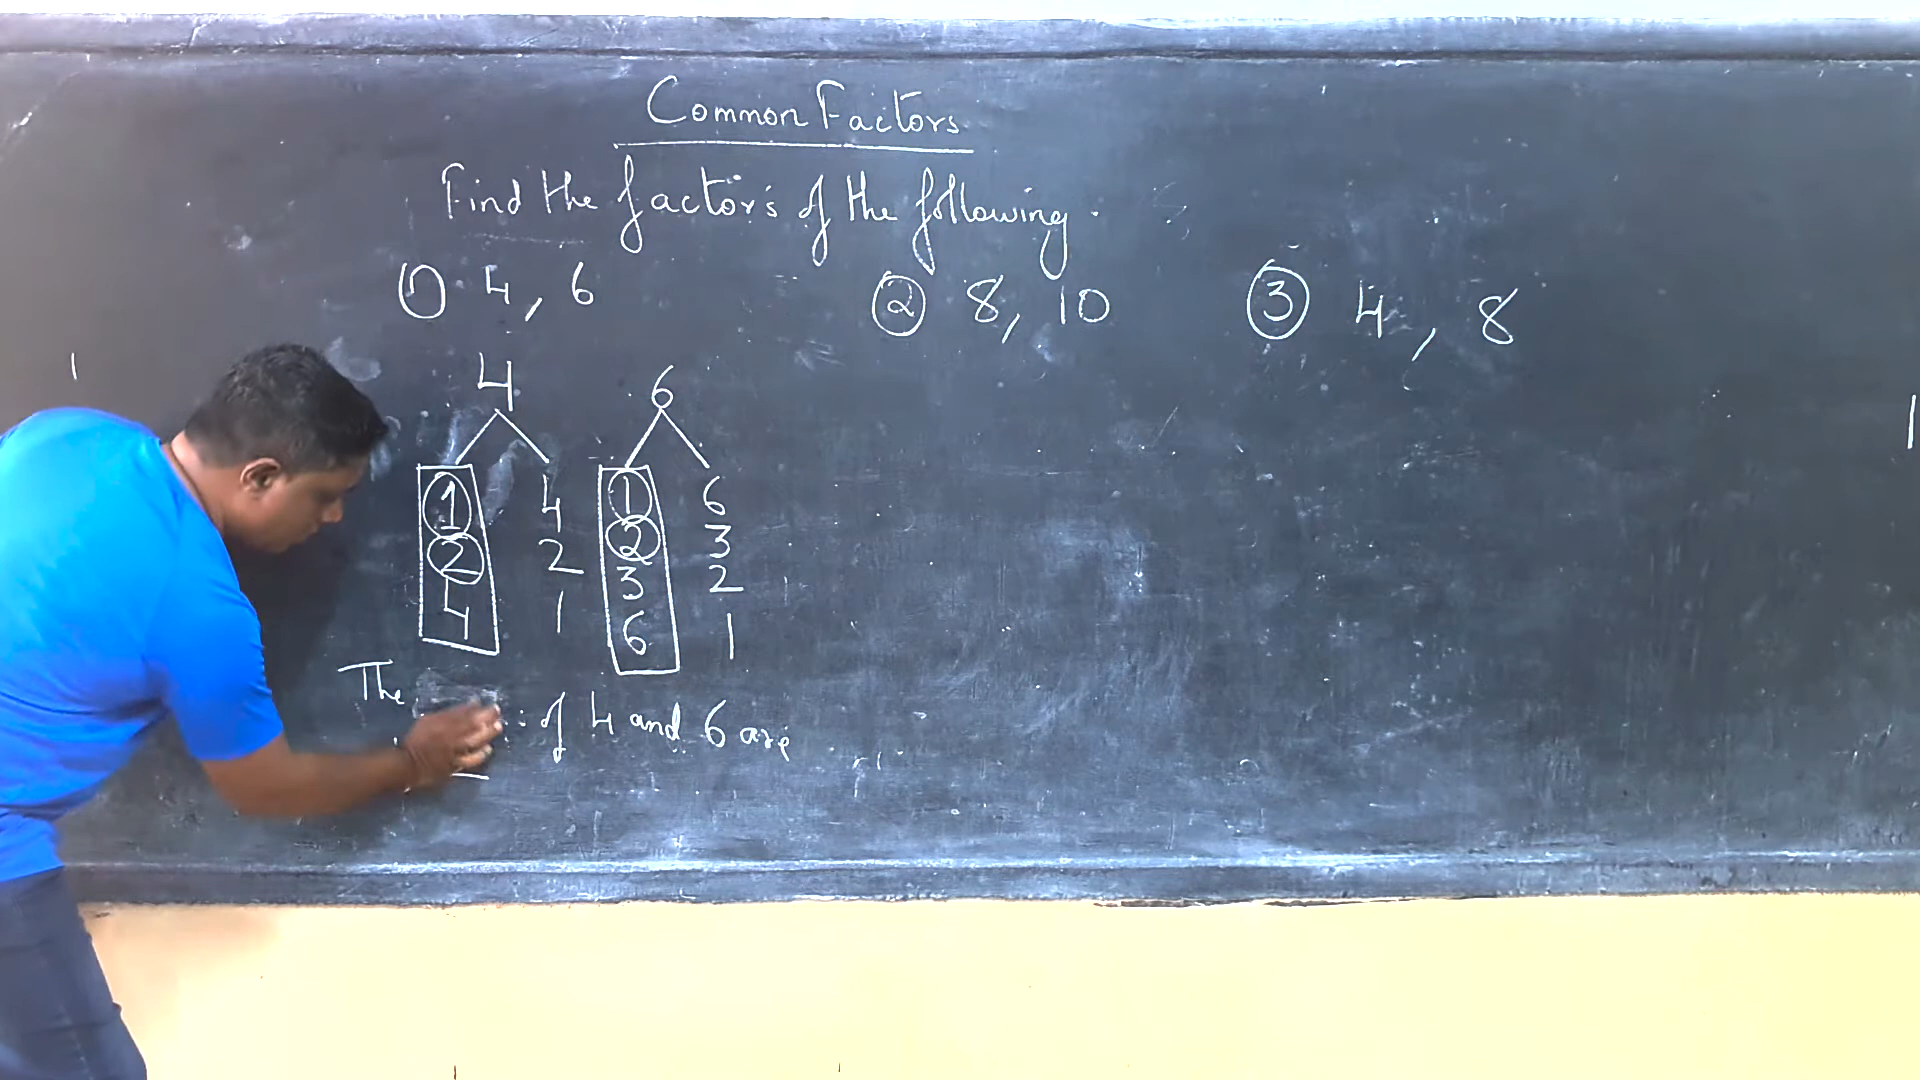 Common Factors
Find the factors of the following.
① 4, 6
② 8, 10
③ 4, 8
4 6
1 4 1 6
2 2 2 3
4 1 3 2
6 1
The of 4 and 6 are